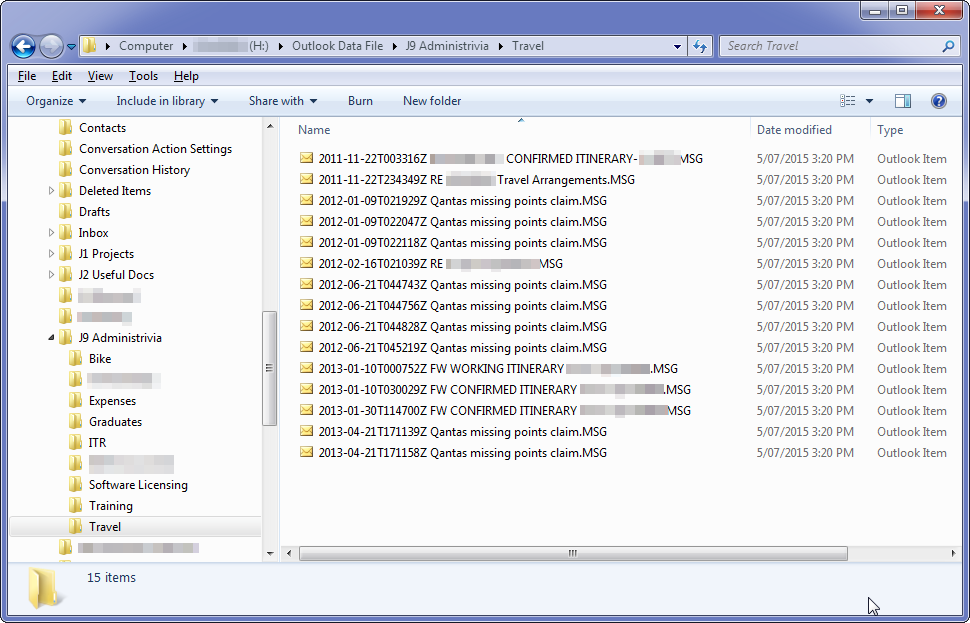 Computer (H:) Outlook Data File J9 Administrivia Travel
Search Travel
File Edit View Tools Help
Organize Include in library Share with Burn New folder
Contacts
Conversation Action Settings
Conversation History
Deleted Items
Drafts
Inbox
J1 Projects
J2 Useful Docs
J9 Administrivia
Bike
Expenses
Graduates
ITR
Software Licensing
Training
Travel
Name Date modified Type
2011-11-22T003316Z CONFIRMED ITINERARY- MSG 5/07/2015 3:20 PM Outlook Item
2011-11-22T234349Z RE Travel Arrangements.MSG 5/07/2015 3:20 PM Outlook Item
2012-01-09T021929Z Qantas missing points claim.MSG 5/07/2015 3:20 PM Outlook Item
2012-01-09T022047Z Qantas missing points claim.MSG 5/07/2015 3:20 PM Outlook Item
2012-01-09T022118Z Qantas missing points claim.MSG 5/07/2015 3:20 PM Outlook Item
2012-02-16T021039Z RE MSG 5/07/2015 3:20 PM Outlook Item
2012-06-21T044743Z Qantas missing points claim.MSG 5/07/2015 3:20 PM Outlook Item
2012-06-21T044756Z Qantas missing points claim.MSG 5/07/2015 3:20 PM Outlook Item
2012-06-21T044828Z Qantas missing points claim.MSG 5/07/2015 3:20 PM Outlook Item
2012-06-21T045219Z Qantas missing points claim.MSG 5/07/2015 3:20 PM Outlook Item
2013-01-10T000752Z FW WORKING ITINERARY .MSG 5/07/2015 3:20 PM Outlook Item
2013-01-10T030029Z FW CONFIRMED ITINERARY .MSG 5/07/2015 3:20 PM Outlook Item
2013-01-30T114700Z FW CONFIRMED ITINERARY MSG 5/07/2015 3:20 PM Outlook Item
2013-04-21T171139Z Qantas missing points claim.MSG 5/07/2015 3:20 PM Outlook Item
2013-04-21T171158Z Qantas missing points claim.MSG 5/07/2015 3:20 PM Outlook Item
15 items